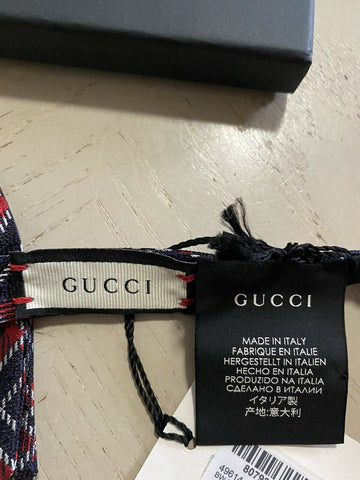 GUCCI
GUCCI
MADE IN ITALY
FABRIQUE EN ITALIE
HERGESTELLT IN ITALIEN
HECHO EN ITALIA
PRODUZIDO NA ITALIA
СДЕЛАНО В ИТАЛИИ
イタリア製
产地:意大利